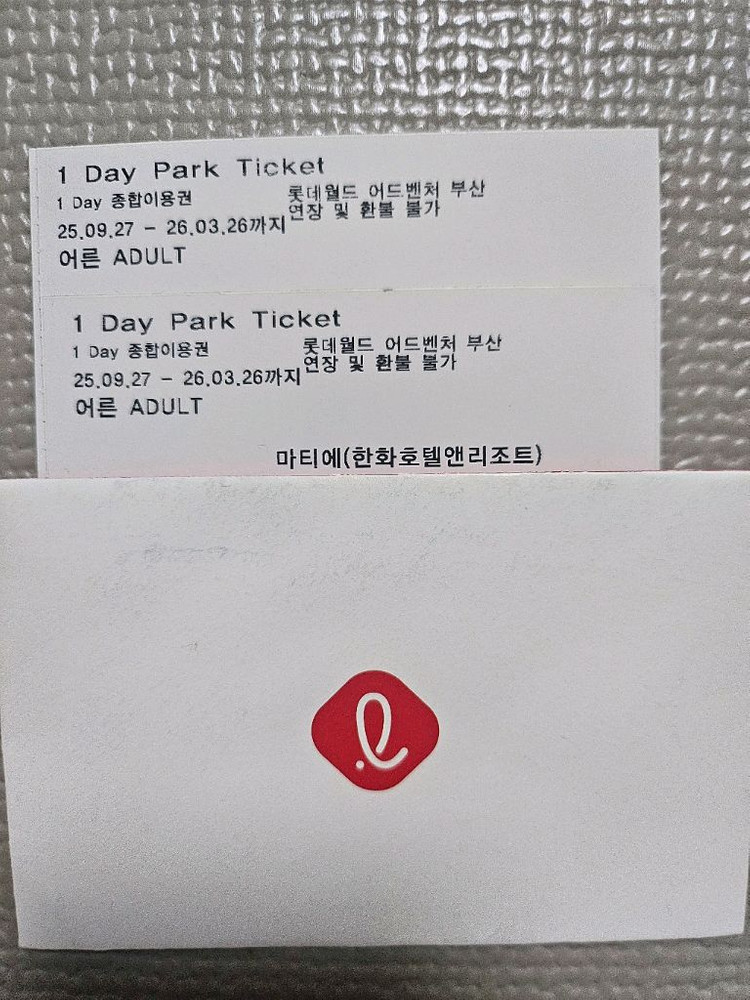 1 Day Park Ticket
1 Day 종합이용권
롯데월드 어드벤처 부산
연장 및 환불 불가
25.09.27 - 26.03.26까지
어른 ADULT
1 Day Park Ticket
1 Day 종합이용권
롯데월드 어드벤처 부산
연장 및 환불 불가
25.09.27 - 26.03.26까지
어른 ADULT
마티에(한화호텔앤리조트)